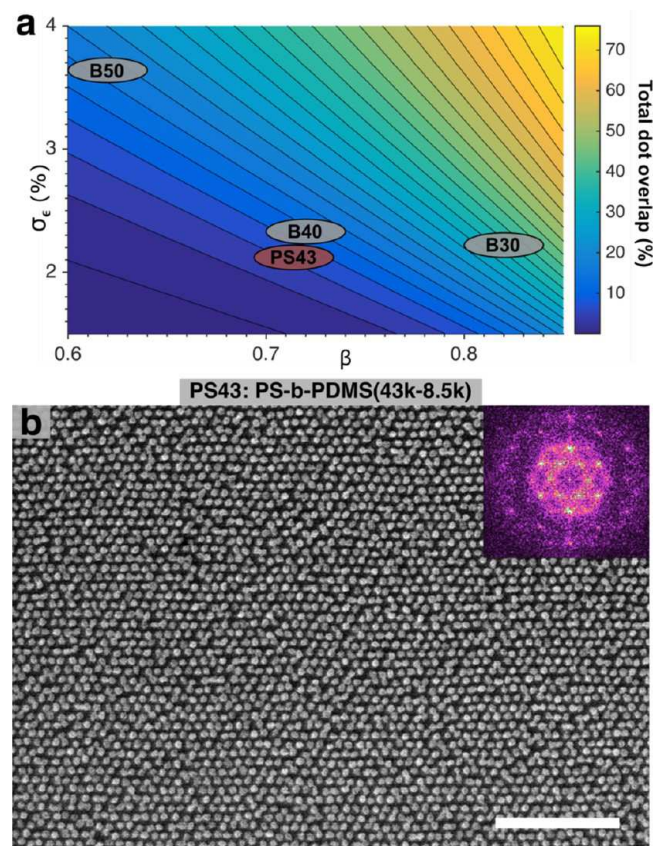 a
4
3
2
σϵ (%)
B50
B40
PS43
B30
0.6
0.7
β
0.8
70
60
50
40
30
20
10
Total dot overlap (%)
PS43: PS-b-PDMS(43k-8.5k)
b